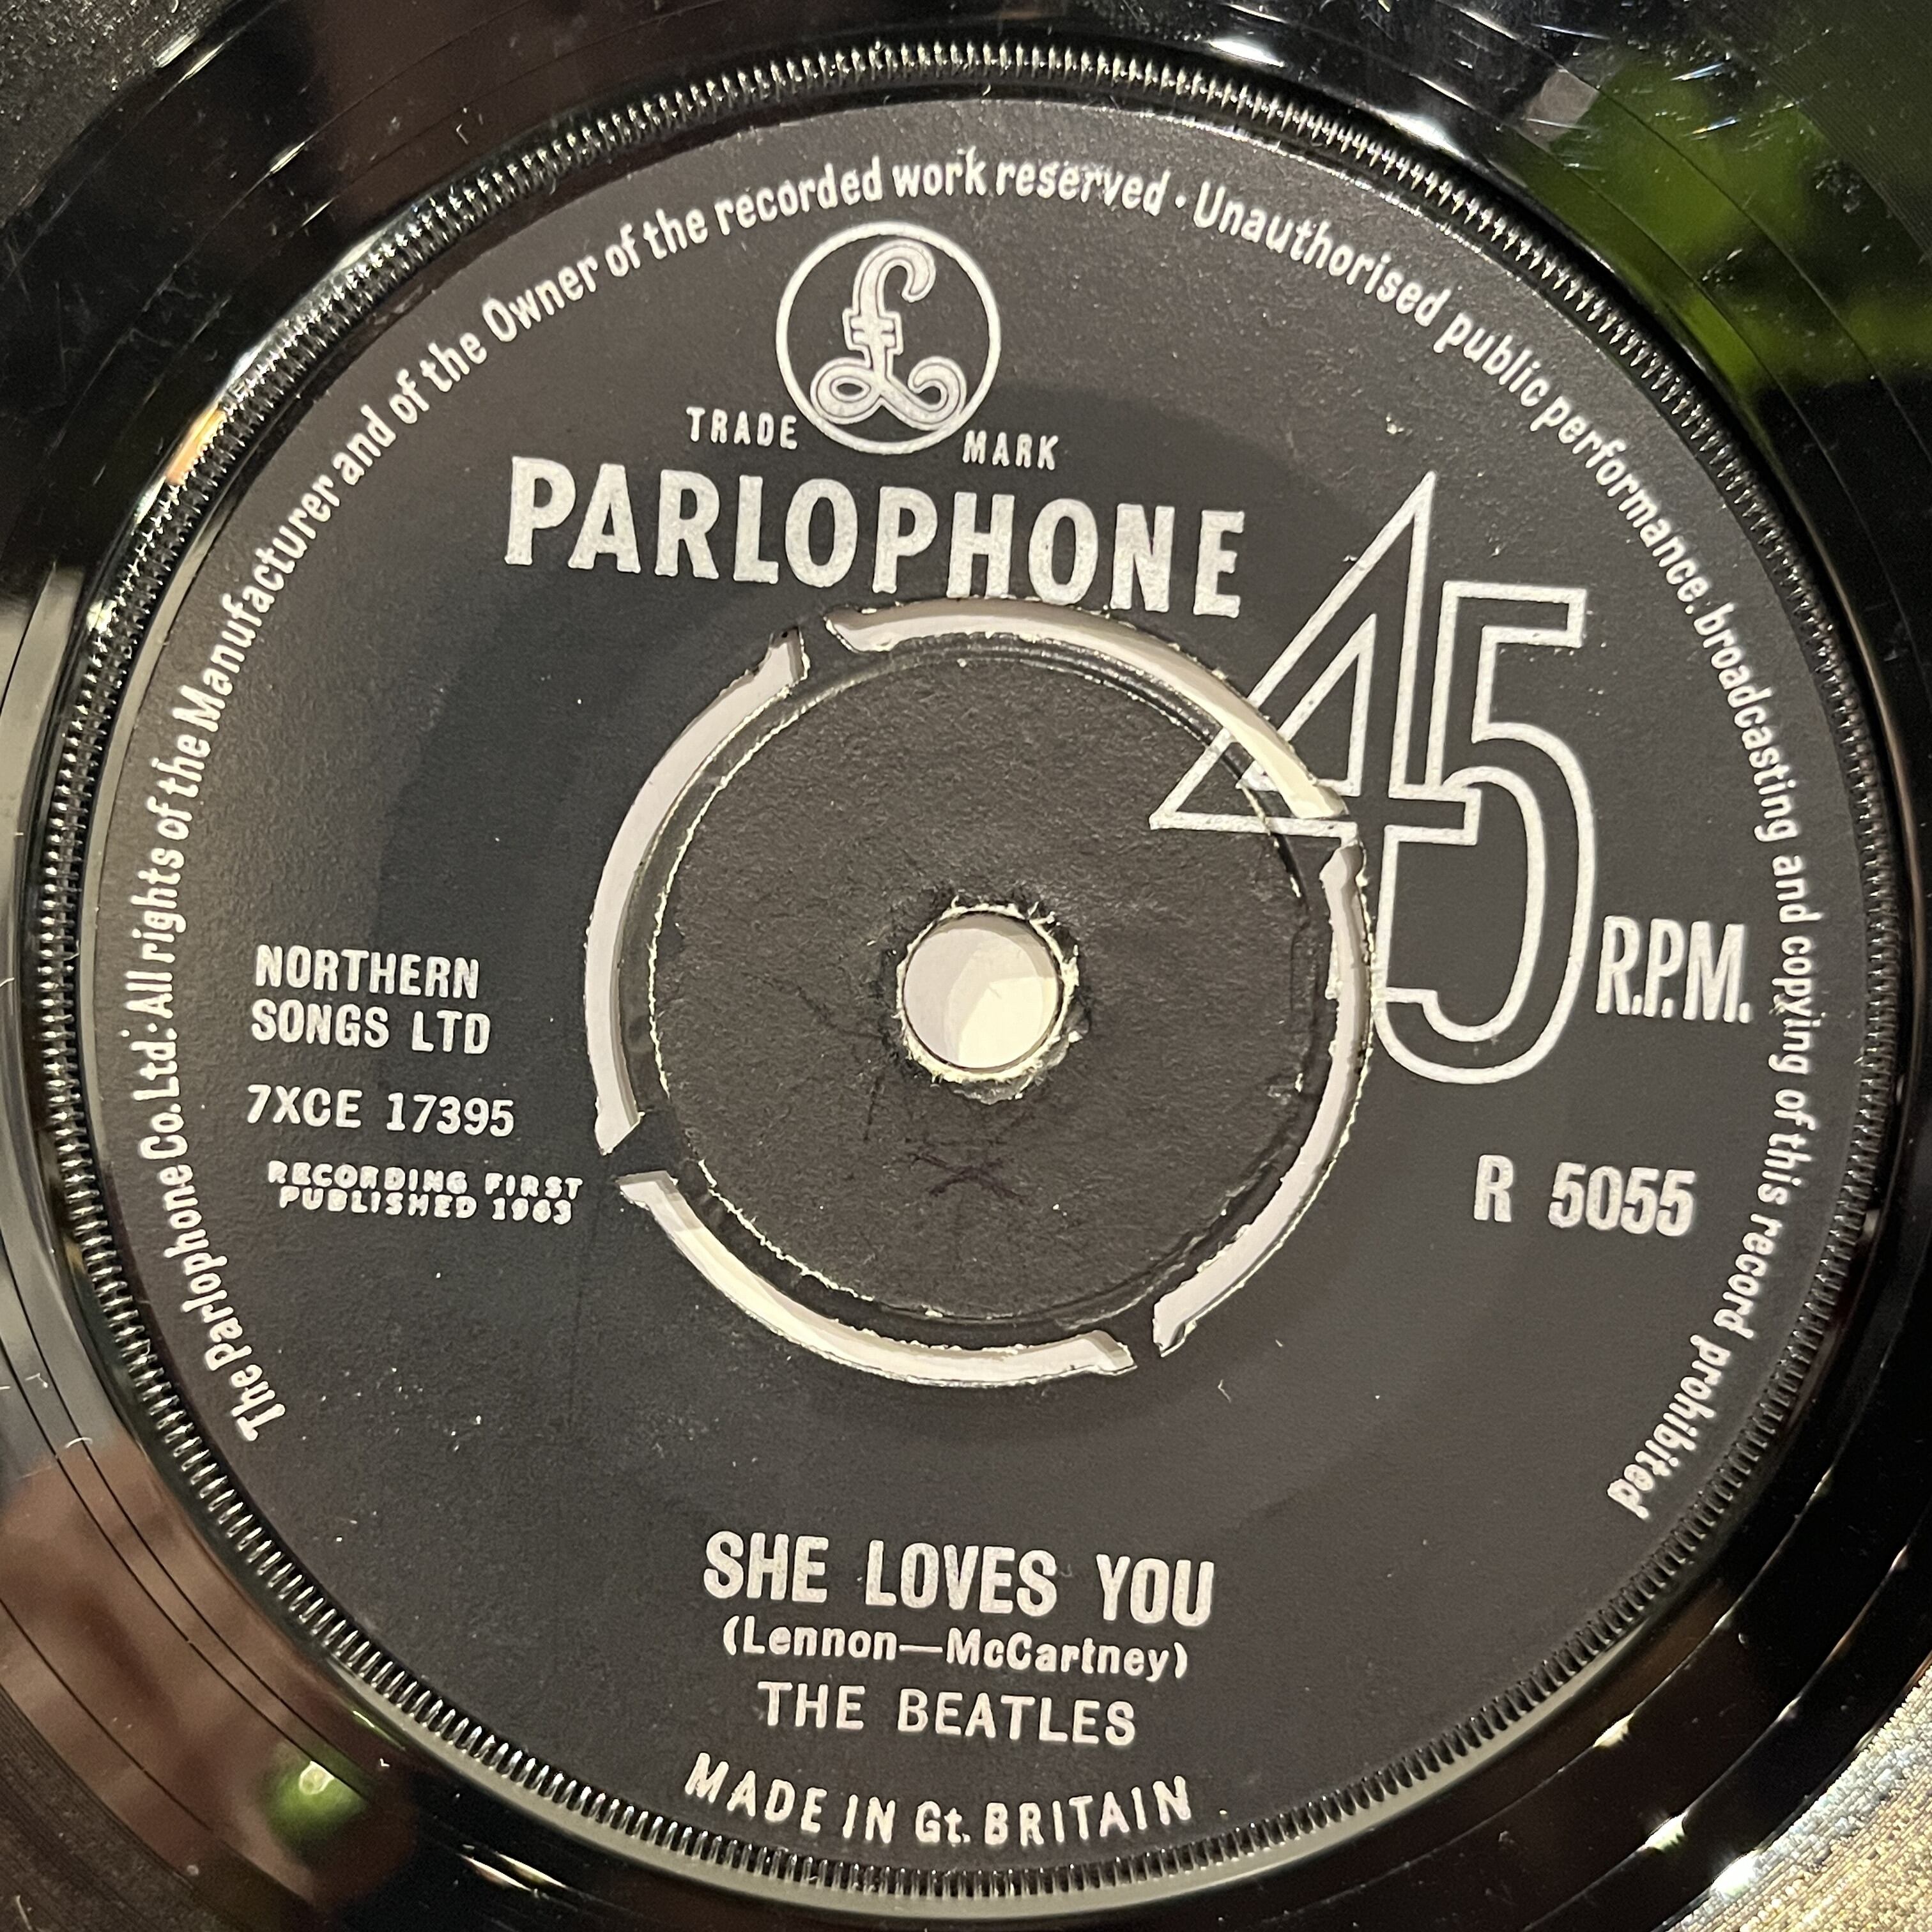 The Parlophone Co. Ltd. · All rights of the Manufacturer and of the Owner of the recorded work reserved · Unauthorised public performance, broadcasting and copying of this record prohibited
£
TRADE MARK
PARLOPHONE
45 R.P.M.
NORTHERN
SONGS LTD
7XCE 17395
RECORDING FIRST
PUBLISHED 1963
R 5055
SHE LOVES YOU
(Lennon—McCartney)
THE BEATLES
MADE IN Gt. BRITAIN